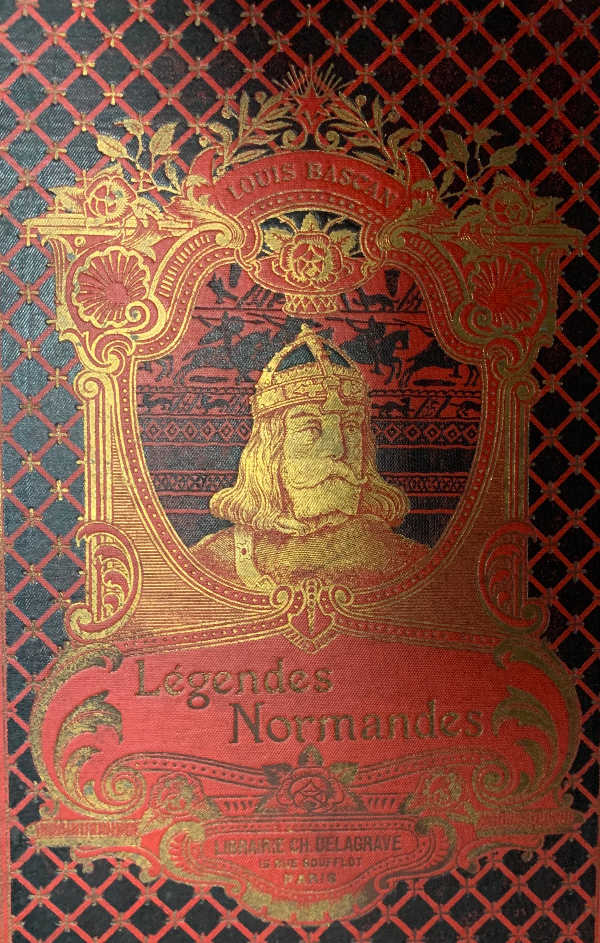 LOUIS BASCAN
Légendes
Normandes
LIBRAIRIE CH. DELAGRAVE
15 RUE SOUFFLOT
PARIS